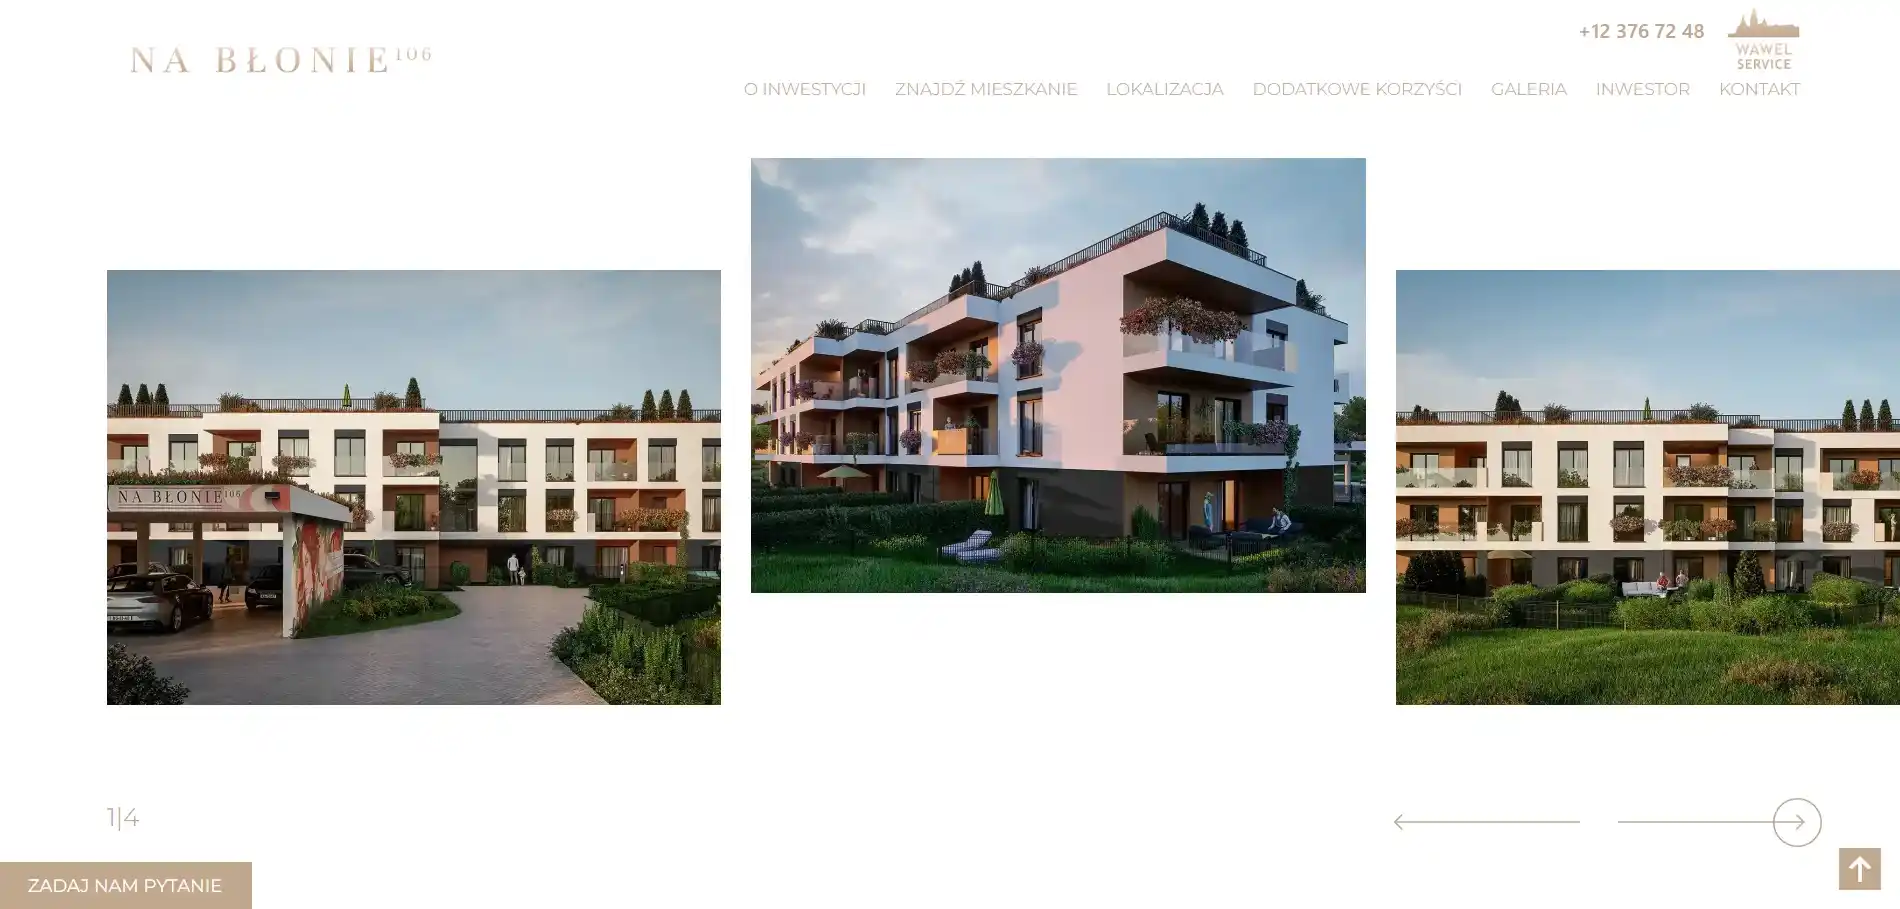 NA BŁONIE 106
+12 376 72 48
WAWEL
SERVICE
O INWESTYCJI ZNAJDŹ MIESZKANIE LOKALIZACJA DODATKOWE KORZYŚCI GALERIA INWESTOR KONTAKT
NA BŁONIE 106
1|4
ZADAJ NAM PYTANIE